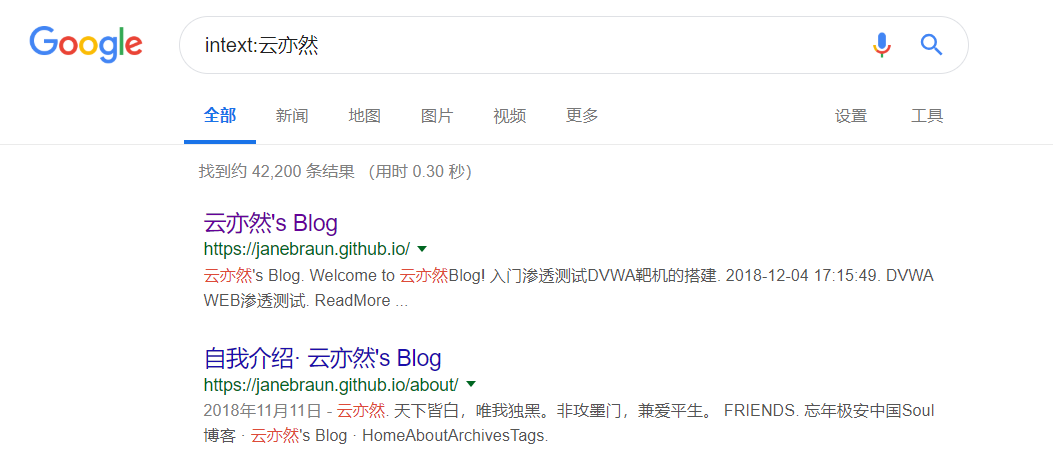 Google
intext:云亦然
全部 新闻 地图 图片 视频 更多 设置 工具
找到约 42,200 条结果 （用时 0.30 秒）
云亦然's Blog
https://janebraun.github.io/
云亦然's Blog. Welcome to 云亦然Blog! 入门渗透测试DVWA靶机的搭建. 2018-12-04 17:15:49. DVWA
WEB渗透测试. ReadMore ...
自我介绍· 云亦然's Blog
https://janebraun.github.io/about/
2018年11月11日 - 云亦然. 天下皆白，唯我独黑。非攻墨门，兼爱平生。 FRIENDS. 忘年极安中国Soul
博客 · 云亦然's Blog · HomeAboutArchivesTags.